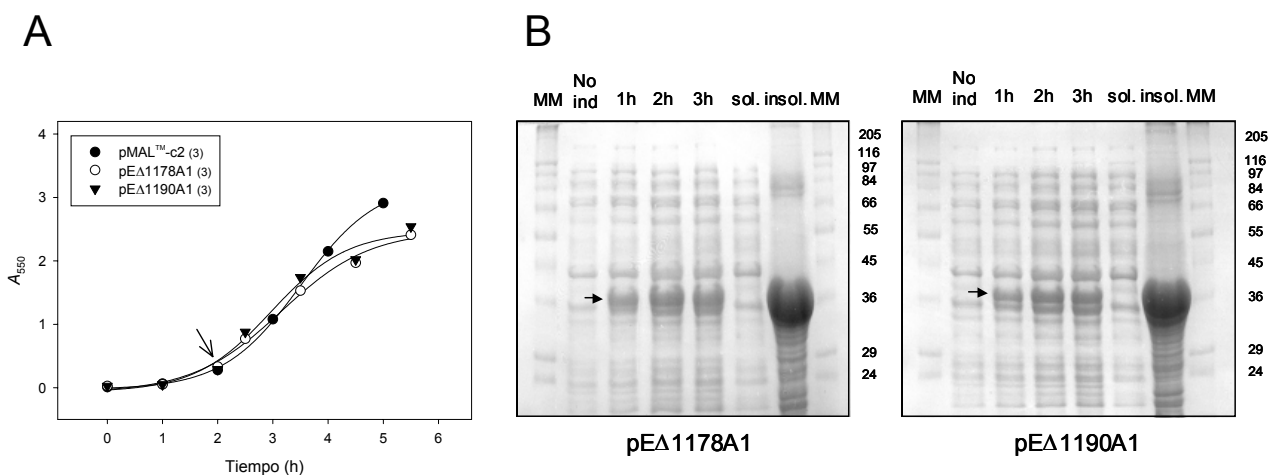 A
B
4
3
2
1
0
A550
pMAL™-c2 (3)
pEΔ1178A1 (3)
pEΔ1190A1 (3)
0 1 2 3 4 5 6
Tiempo (h)
MM No ind 1h 2h 3h sol. insol. MM
205
116
97
84
66
55
45
36
29
24
pEΔ1178A1
MM No ind 1h 2h 3h sol. insol. MM
205
116
97
84
66
55
45
36
29
24
pEΔ1190A1